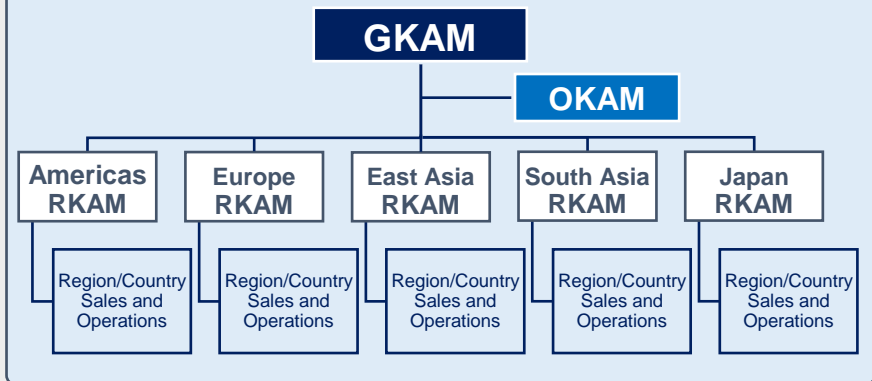 GKAM
OKAM
Americas
RKAM
Europe
RKAM
East Asia
RKAM
South Asia
RKAM
Japan
RKAM
Region/Country
Sales and
Operations
Region/Country
Sales and
Operations
Region/Country
Sales and
Operations
Region/Country
Sales and
Operations
Region/Country
Sales and
Operations